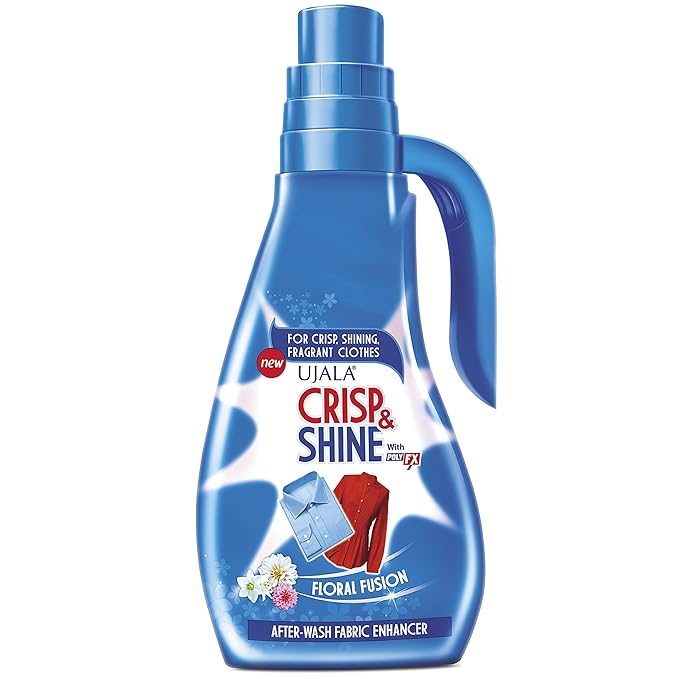 FOR CRISP, SHINING,
FRAGRANT CLOTHES
new
UJALA®
CRISP
&
SHINE
With
POLY FX
FLORAL FUSION
AFTER-WASH FABRIC ENHANCER